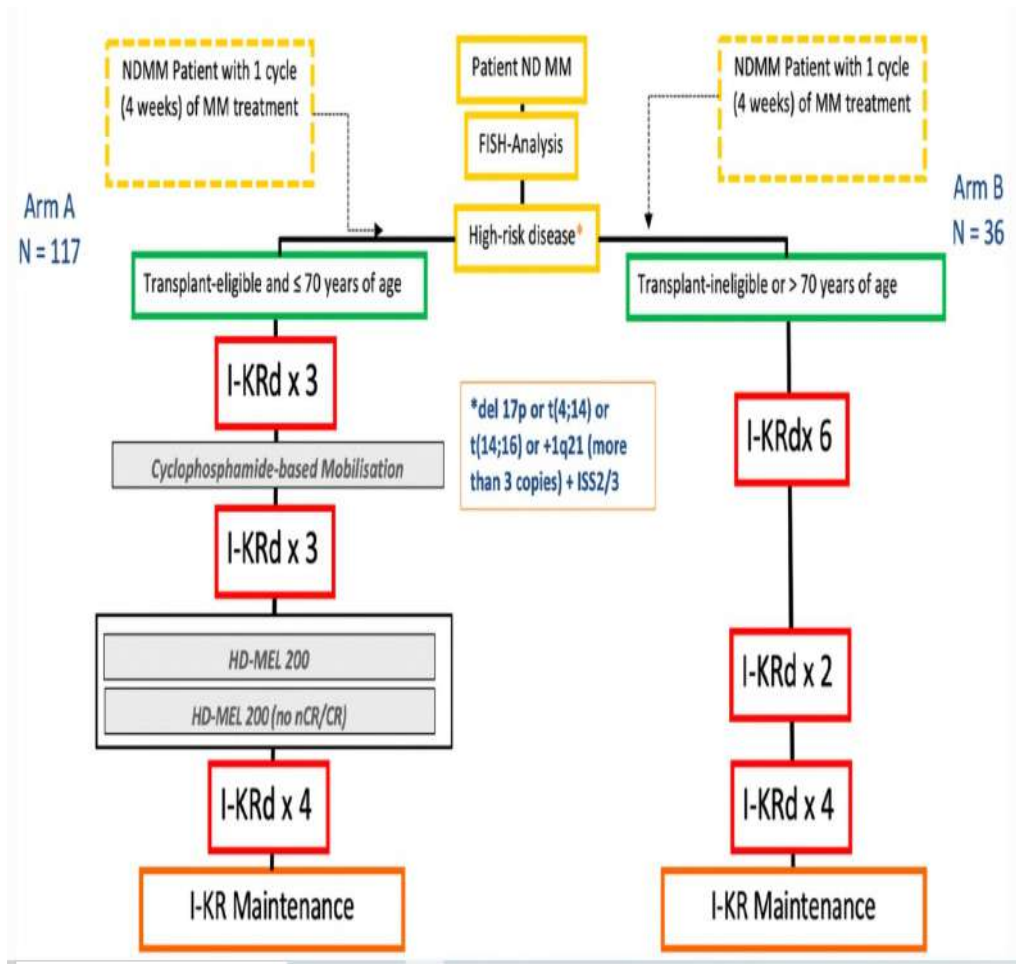 NDMM Patient with 1 cycle
(4 weeks) of MM treatment
Patient ND MM
NDMM Patient with 1 cycle
(4 weeks) of MM treatment
FISH-Analysis
Arm A
N = 117
High-risk disease*
Arm B
N = 36
Transplant-eligible and ≤ 70 years of age
Transplant-ineligible or > 70 years of age
I-KRd x 3
Cyclophosphamide-based Mobilisation
I-KRd x 3
HD-MEL 200
HD-MEL 200 (no nCR/CR)
I-KRd x 4
I-KR Maintenance
*del 17p or t(4;14) or
t(14;16) or +1q21 (more
than 3 copies) + ISS2/3
I-KRdx 6
I-KRd x 2
I-KRd x 4
I-KR Maintenance